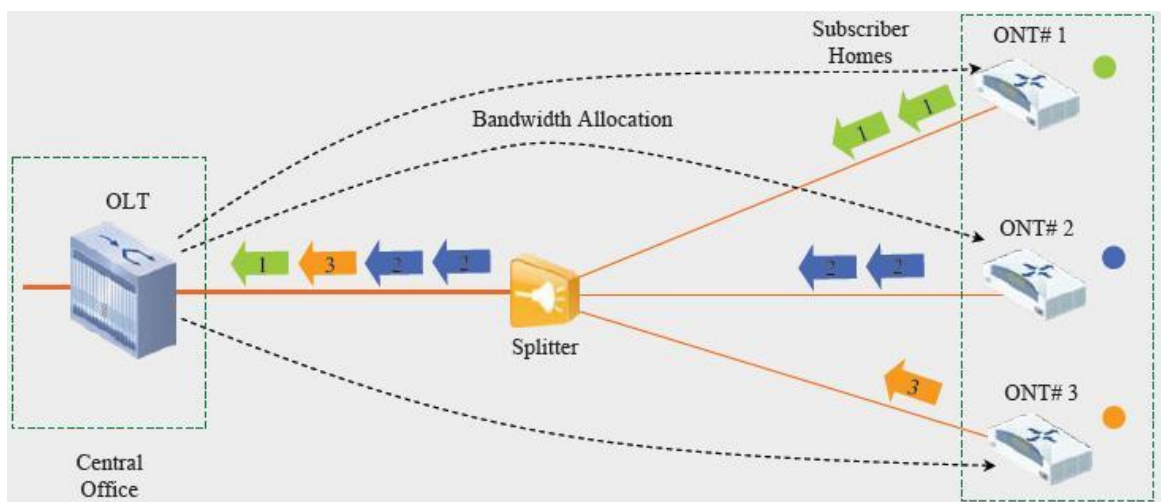 Subscriber
Homes
ONT# 1
1
1
Bandwidth Allocation
OLT
ONT# 2
1
3
2
2
2
2
Splitter
3
ONT# 3
Central
Office